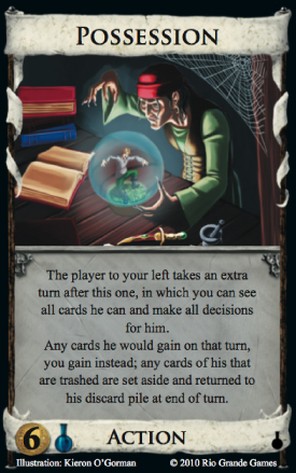 POSSESSION
The player to your left takes an extra
turn after this one, in which you can see
all cards he can and make all decisions
for him.
Any cards he would gain on that turn,
you gain instead; any cards of his that
are trashed are set aside and returned to
his discard pile at end of turn.
6
ACTION
Illustration: Kieron O'Gorman
© 2010 Rio Grande Games